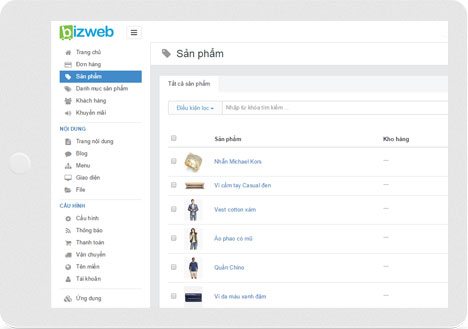 bizweb
Trang chủ
Đơn hàng
Sản phẩm
Danh mục sản phẩm
Khách hàng
Khuyến mãi
NỘI DUNG
Trang nội dung
Blog
Menu
Giao diện
File
CẤU HÌNH
Cấu hình
Thông báo
Thanh toán
Vận chuyển
Tên miền
Tài khoản
Ứng dụng
Sản phẩm
Tất cả sản phẩm
Điều kiện lọc
Nhập từ khóa tìm kiếm ...
Sản phẩm Kho hàng
Nhẫn Michael Kors ---
Ví cầm tay Casual đen ---
Vest cotton xám ---
Áo phao có mũ ---
Quần Chino ---
Ví da màu xanh đậm ---